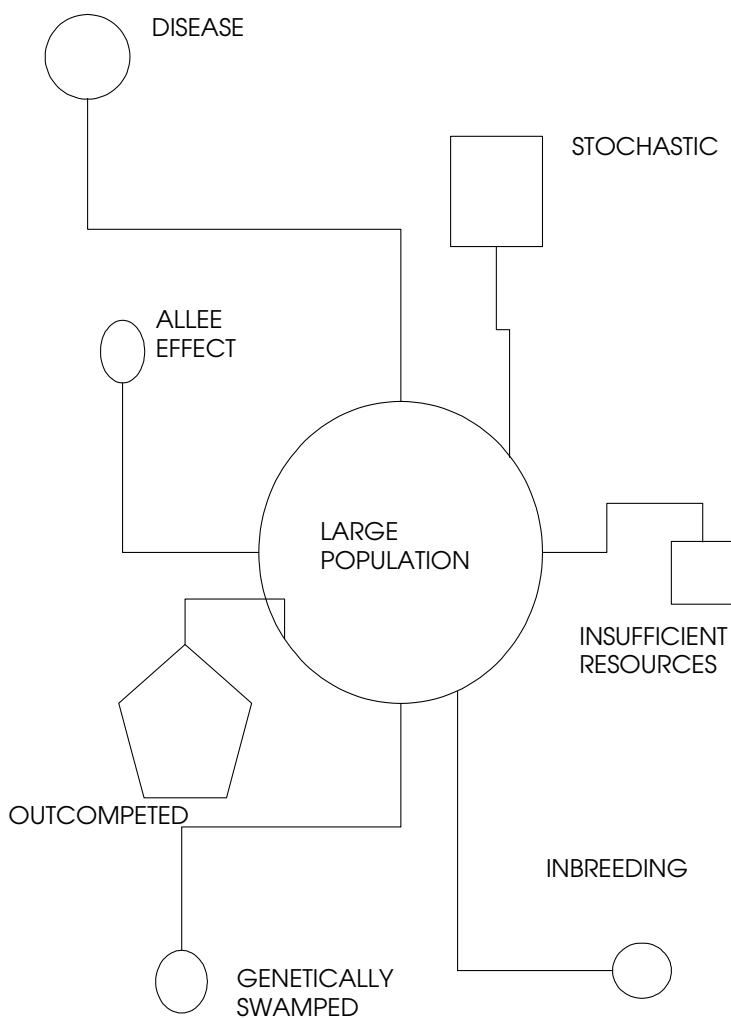 DISEASE
STOCHASTIC
ALLEE
EFFECT
LARGE
POPULATION
INSUFFICIENT
RESOURCES
OUTCOMPETED
INBREEDING
GENETICALLY
SWAMPED